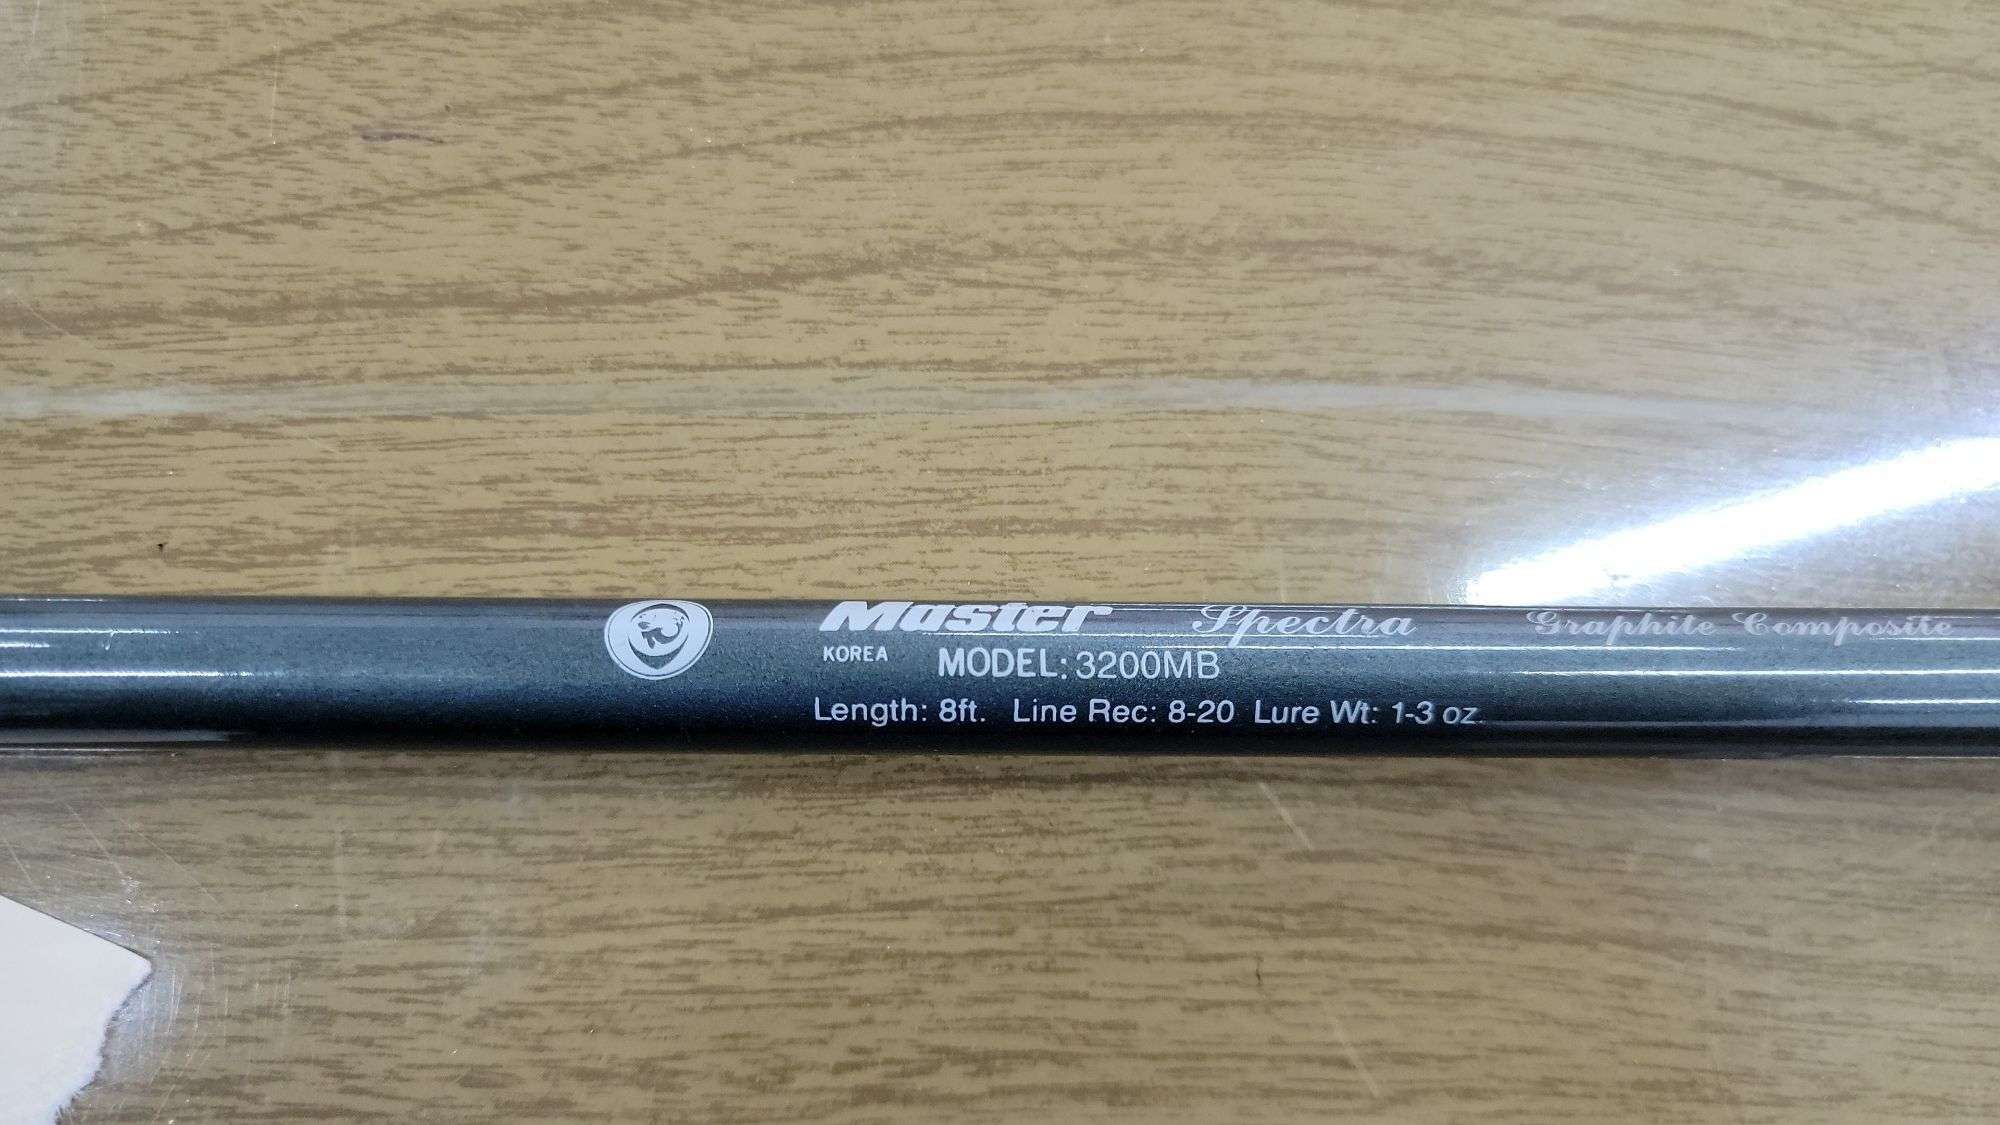 Master Spectra Graphite Composite
KOREA MODEL: 3200MB
Length: 8ft. Line Rec: 8-20 Lure Wt: 1-3 oz.